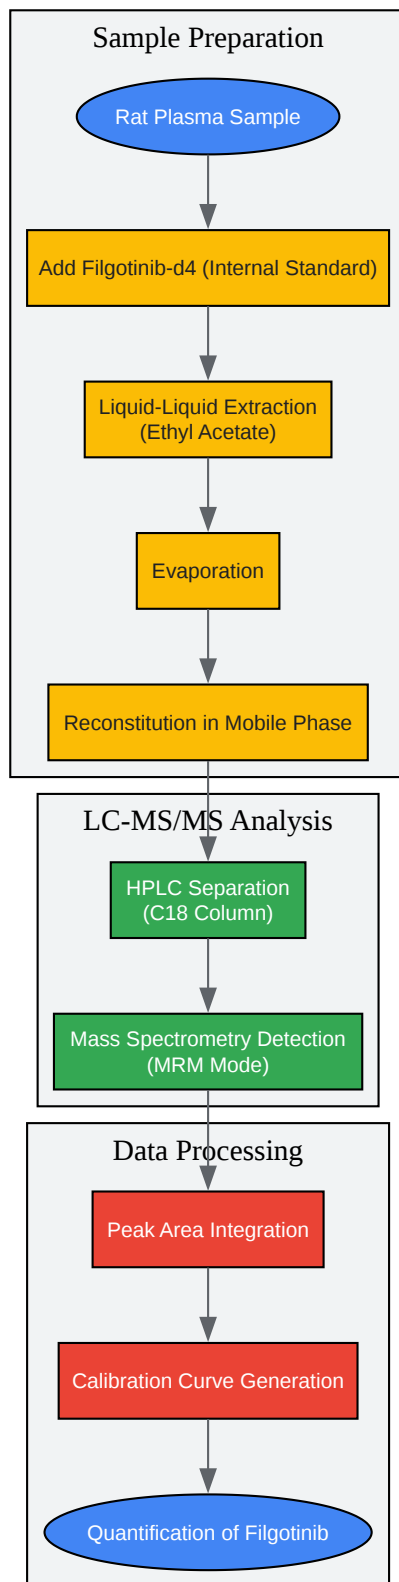 Sample Preparation
Rat Plasma Sample
Add Filgotinib-d4 (Internal Standard)
Liquid-Liquid Extraction
(Ethyl Acetate)
Evaporation
Reconstitution in Mobile Phase
LC-MS/MS Analysis
HPLC Separation
(C18 Column)
Mass Spectrometry Detection
(MRM Mode)
Data Processing
Peak Area Integration
Calibration Curve Generation
Quantification of Filgotinib